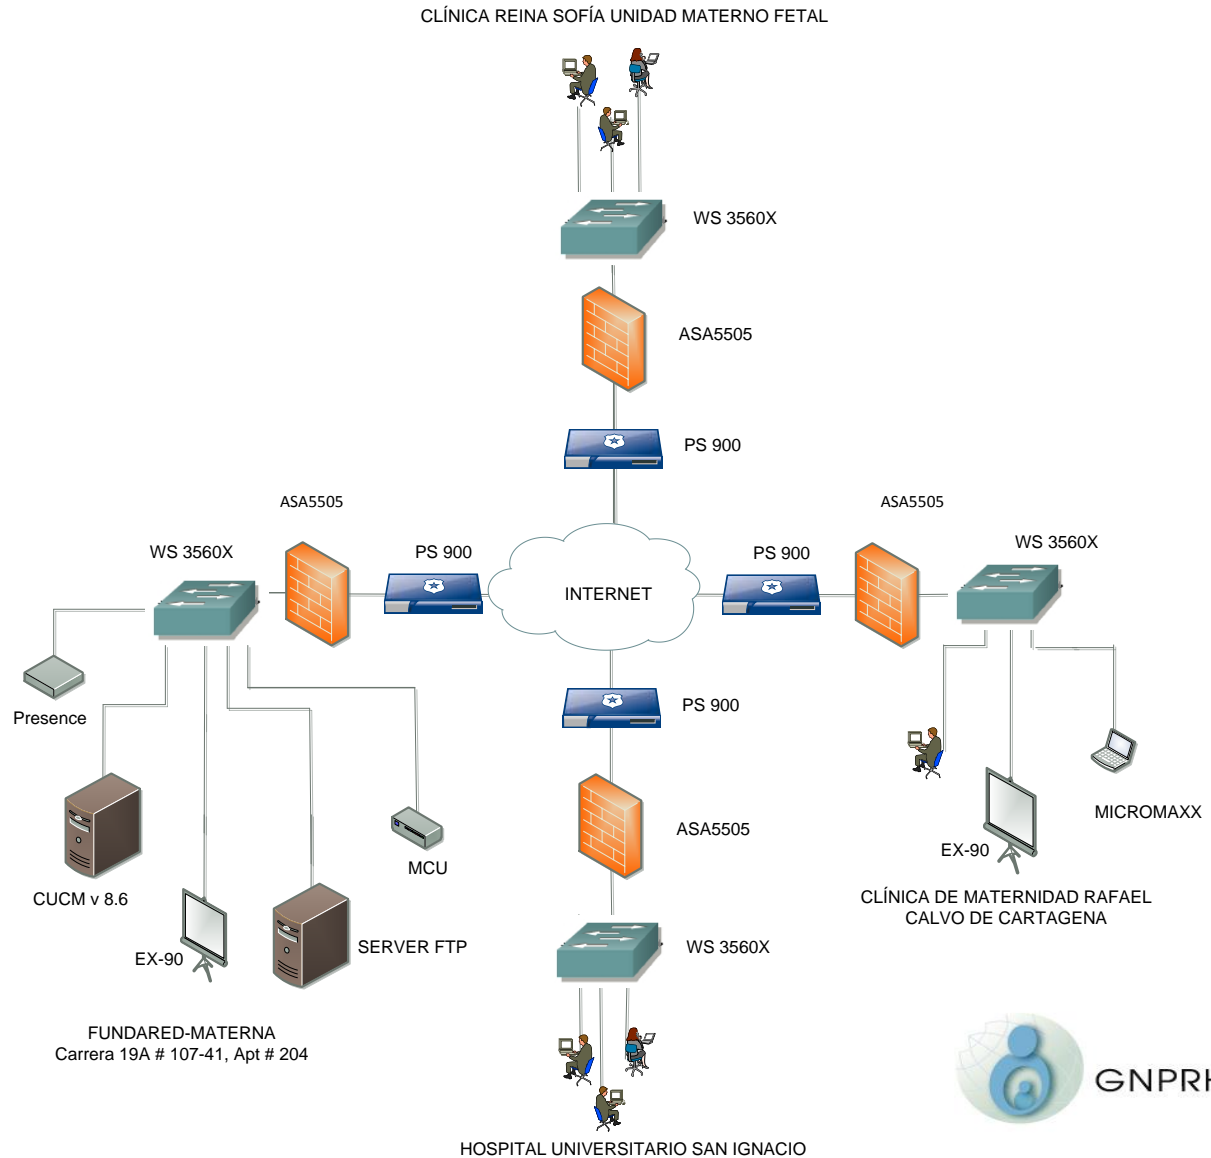 CLÍNICA REINA SOFÍA UNIDAD MATERNO FETAL
WS 3560X
ASA5505
PS 900
ASA5505
ASA5505
WS 3560X
PS 900
PS 900
WS 3560X
INTERNET
PS 900
Presence
ASA5505
MICROMAXX
EX-90
MCU
CUCM v 8.6
CLÍNICA DE MATERNIDAD RAFAEL
CALVO DE CARTAGENA
SERVER FTP
WS 3560X
EX-90
FUNDARED-MATERNA
Carrera 19A # 107-41, Apt # 204
GNPRH
HOSPITAL UNIVERSITARIO SAN IGNACIO